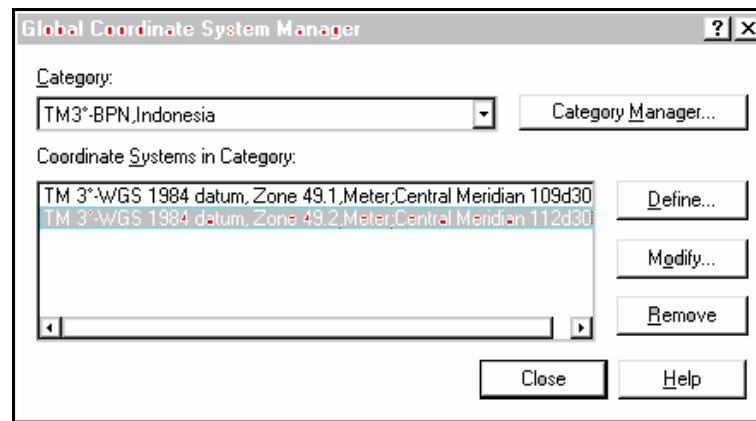 Global Coordinate System Manager
Category:
TM3°-BPN,Indonesia
Category Manager...
Coordinate Systems in Category:
TM 3°-WGS 1984 datum, Zone 49.1,Meter;Central Meridian 109d30
TM 3°-WGS 1984 datum, Zone 49.2,Meter;Central Meridian 112d30
Define...
Modify...
Remove
Close
Help